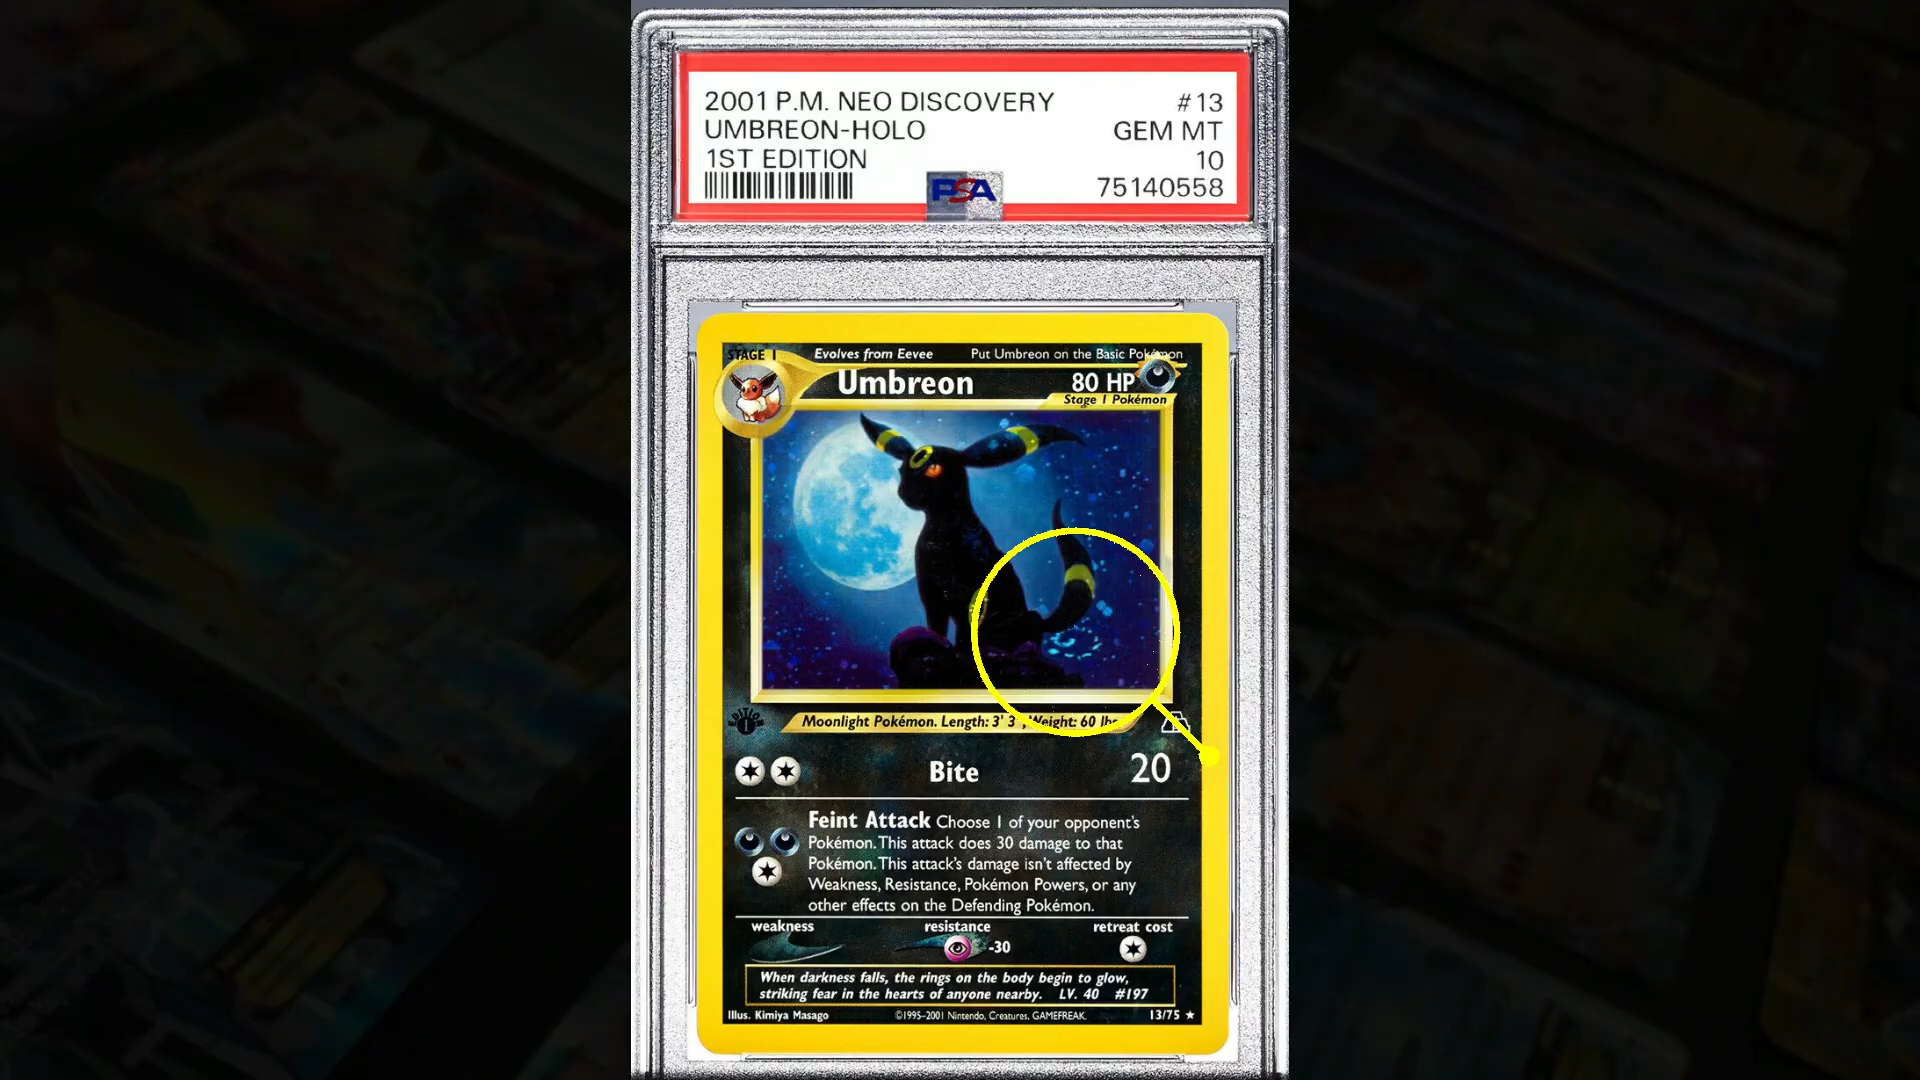 2001 P.M. NEO DISCOVERY #13
UMBREON-HOLO GEM MT
1ST EDITION 10
PSA 75140558
STAGE 1 Evolves from Eevee Put Umbreon on the Basic Pokémon
Umbreon 80 HP
Stage 1 Pokémon
EDITION 1
Moonlight Pokémon. Length: 3' 3", Weight: 60 lbs
Bite 20
Feint Attack Choose 1 of your opponent's
Pokémon. This attack does 30 damage to that
Pokémon. This attack's damage isn't affected by
Weakness, Resistance, Pokémon Powers, or any
other effects on the Defending Pokémon.
weakness resistance retreat cost
-30
When darkness falls, the rings on the body begin to glow,
striking fear in the hearts of anyone nearby. LV. 40 #197
Illus. Kimiya Masago ©1995-2001 Nintendo, Creatures, GAMEFREAK. 13/75 ★